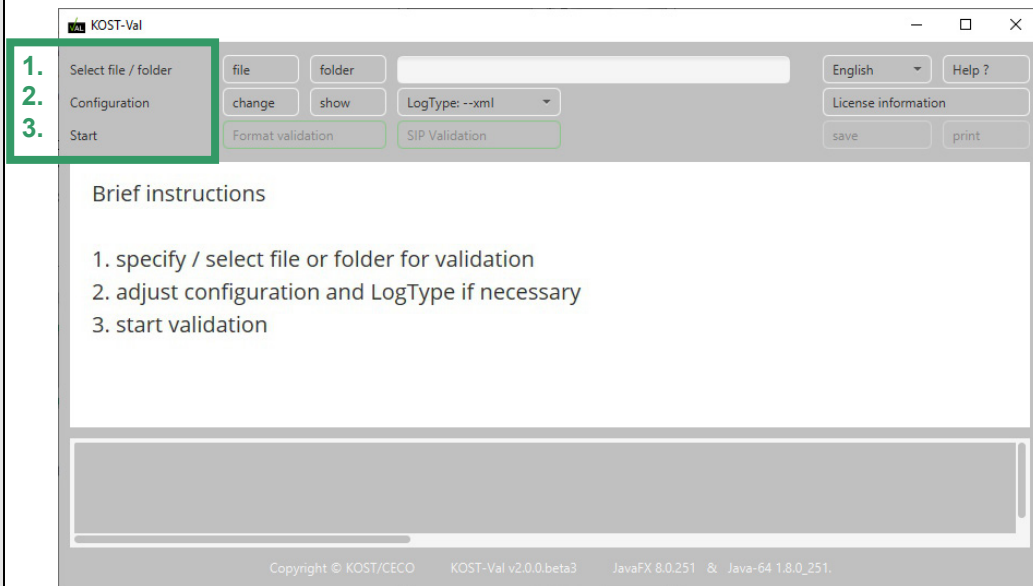 VAL KOST-Val
1. Select file / folder file folder English Help ?
2. Configuration change show LogType: --xml License information
3. Start Format validation SIP Validation save print
Brief instructions
1. specify / select file or folder for validation
2. adjust configuration and LogType if necessary
3. start validation
Copyright © KOST/CECO KOST-Val v2.0.0.beta3 JavaFX 8.0.251 & Java-64 1.8.0_251.